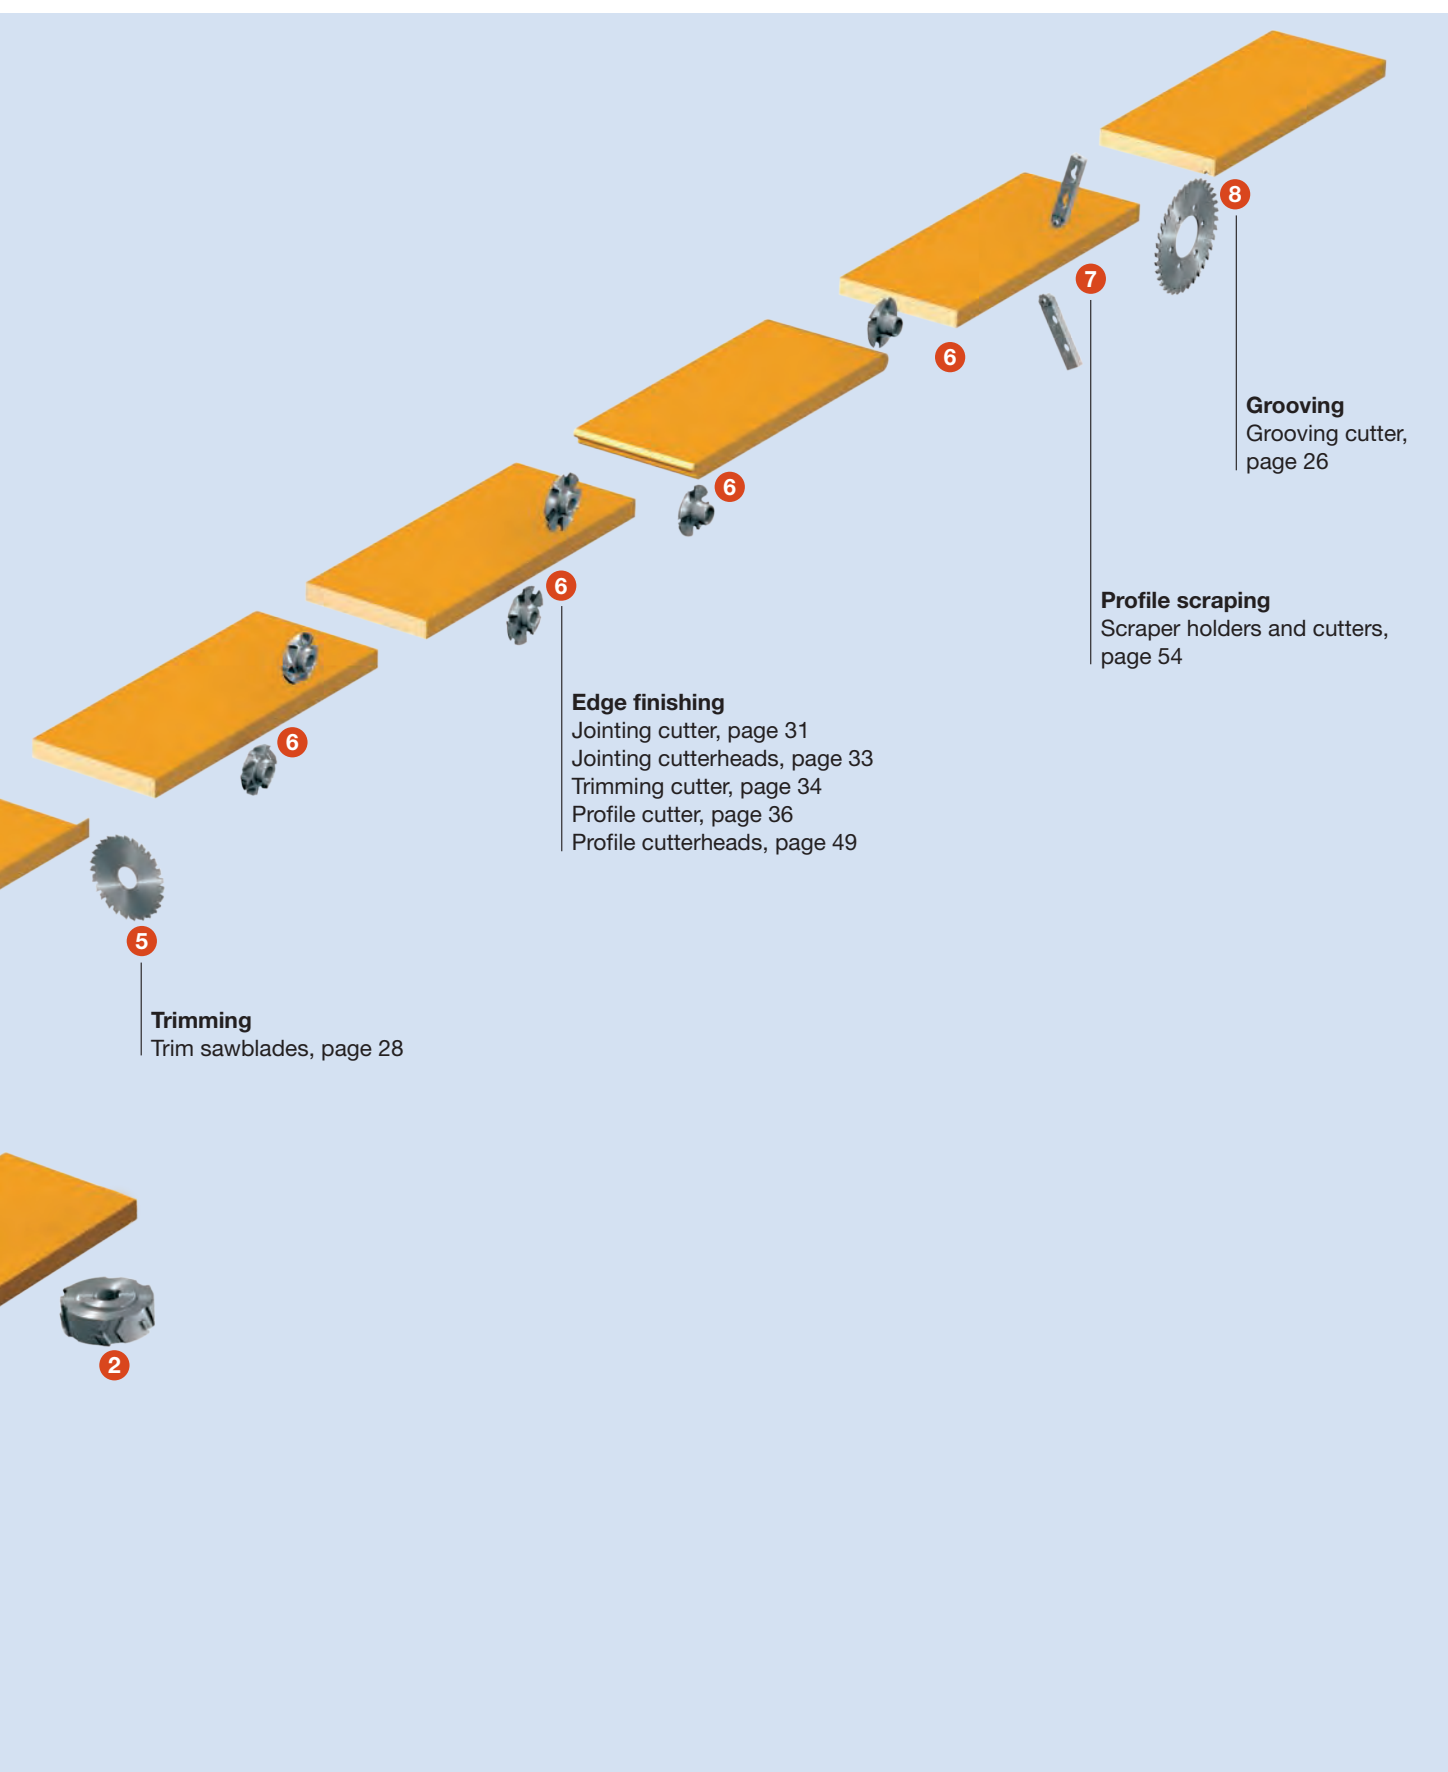 8
7
6
Grooving
Grooving cutter,
page 26
6
6
Profile scraping
Scraper holders and cutters,
page 54
Edge finishing
Jointing cutter, page 31
Jointing cutterheads, page 33
Trimming cutter, page 34
Profile cutter, page 36
Profile cutterheads, page 49
6
5
Trimming
Trim sawblades, page 28
2